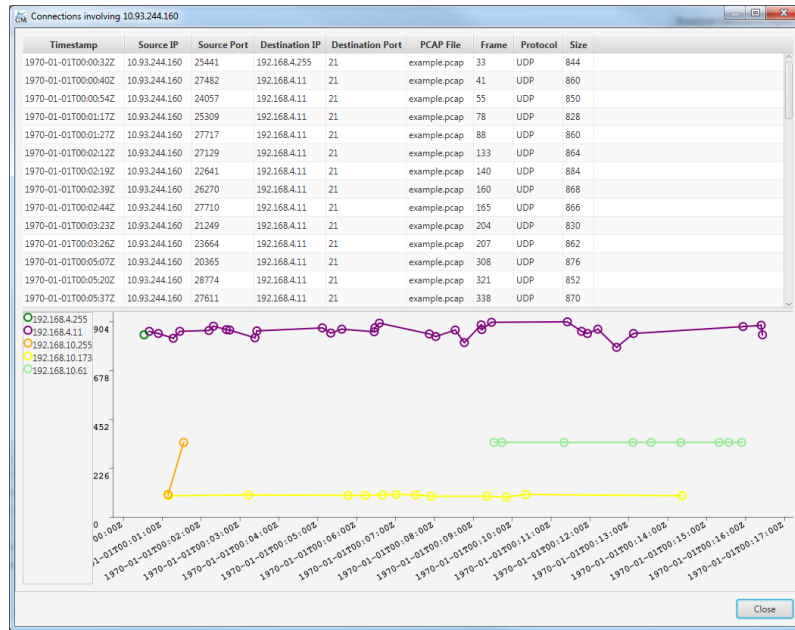 GM Connections involving 10.93.244.160
Timestamp Source IP Source Port Destination IP Destination Port PCAP File Frame Protocol Size
1970-01-01T00:00:32Z 10.93.244.160 25441 192.168.4.255 21 example.pcap 33 UDP 844
1970-01-01T00:00:40Z 10.93.244.160 27482 192.168.4.11 21 example.pcap 41 UDP 860
1970-01-01T00:00:54Z 10.93.244.160 24057 192.168.4.11 21 example.pcap 55 UDP 850
1970-01-01T00:01:17Z 10.93.244.160 25309 192.168.4.11 21 example.pcap 78 UDP 828
1970-01-01T00:01:27Z 10.93.244.160 27717 192.168.4.11 21 example.pcap 88 UDP 860
1970-01-01T00:02:12Z 10.93.244.160 27129 192.168.4.11 21 example.pcap 133 UDP 864
1970-01-01T00:02:19Z 10.93.244.160 22641 192.168.4.11 21 example.pcap 140 UDP 884
1970-01-01T00:02:39Z 10.93.244.160 26270 192.168.4.11 21 example.pcap 160 UDP 868
1970-01-01T00:02:44Z 10.93.244.160 27710 192.168.4.11 21 example.pcap 165 UDP 866
1970-01-01T00:03:23Z 10.93.244.160 21249 192.168.4.11 21 example.pcap 204 UDP 830
1970-01-01T00:03:26Z 10.93.244.160 23664 192.168.4.11 21 example.pcap 207 UDP 862
1970-01-01T00:05:07Z 10.93.244.160 20365 192.168.4.11 21 example.pcap 308 UDP 876
1970-01-01T00:05:20Z 10.93.244.160 28774 192.168.4.11 21 example.pcap 321 UDP 852
1970-01-01T00:05:37Z 10.93.244.160 27611 192.168.4.11 21 example.pcap 338 UDP 870
192.168.4.255
192.168.4.11
192.168.10.255
192.168.10.173
192.168.10.61
904
678
452
226
0
00:00Z
1-01T00:01:00Z
1970-01-01T00:02:00Z
1970-01-01T00:03:00Z
1970-01-01T00:04:00Z
1970-01-01T00:05:00Z
1970-01-01T00:06:00Z
1970-01-01T00:07:00Z
1970-01-01T00:08:00Z
1970-01-01T00:09:00Z
1970-01-01T00:10:00Z
1970-01-01T00:11:00Z
1970-01-01T00:12:00Z
1970-01-01T00:13:00Z
1970-01-01T00:14:00Z
1970-01-01T00:15:00Z
1970-01-01T00:16:00Z
1970-01-01T00:17:00Z
Close